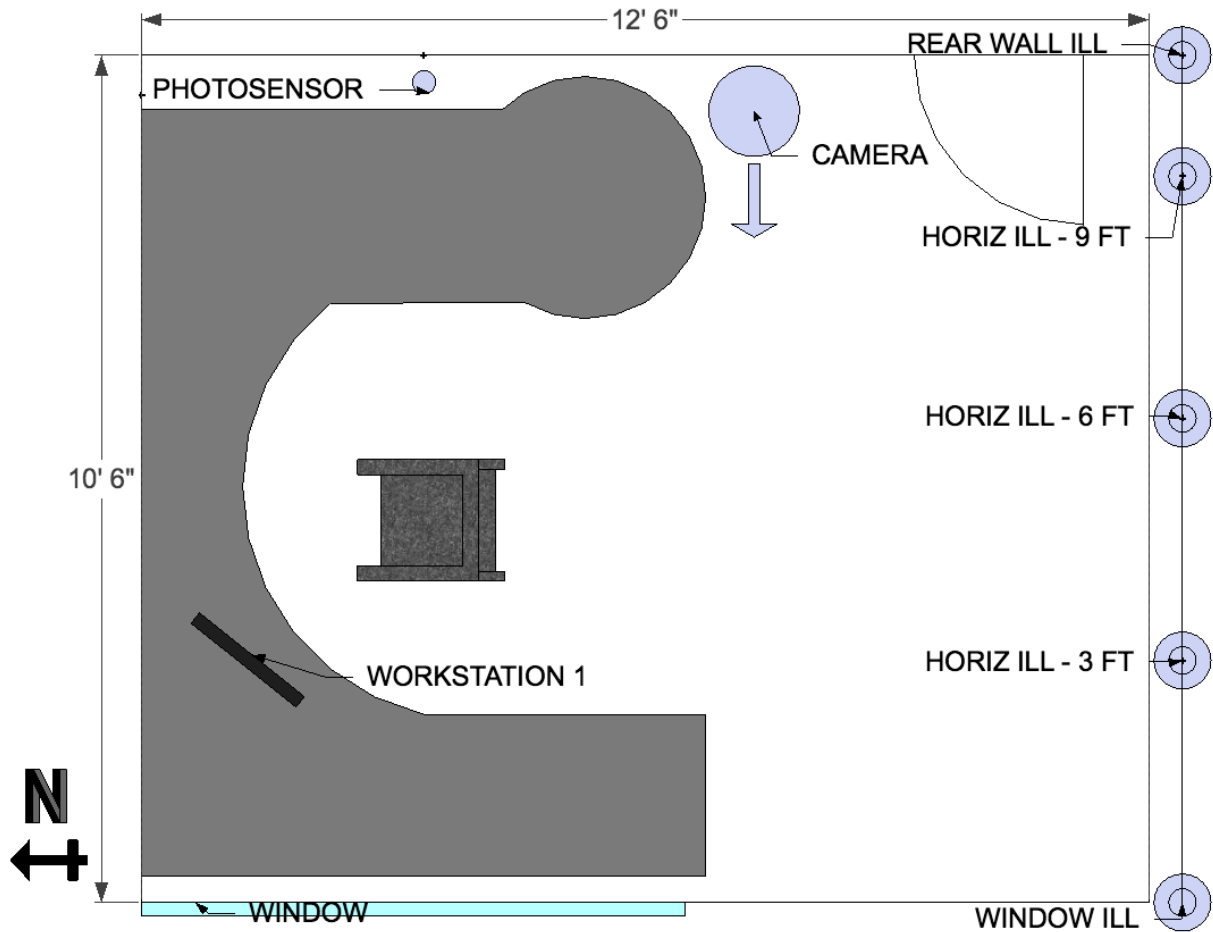 12' 6"
REAR WALL ILL
PHOTOSENSOR
CAMERA
HORIZ ILL - 9 FT
HORIZ ILL - 6 FT
10' 6"
HORIZ ILL - 3 FT
WORKSTATION 1
N
WINDOW
WINDOW ILL